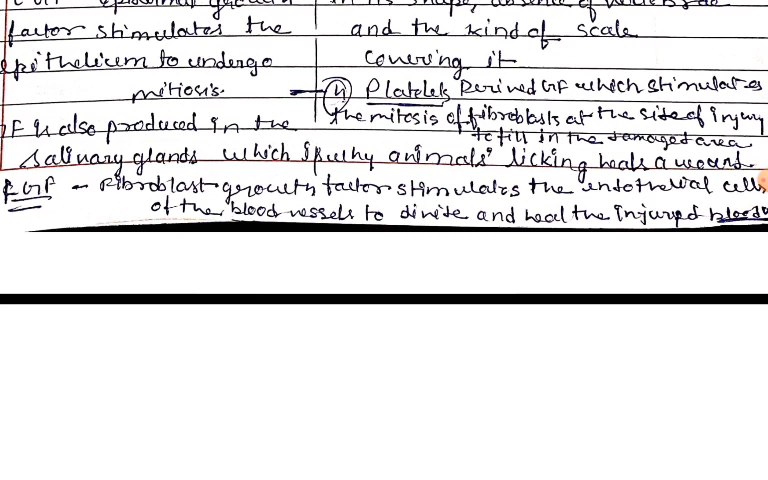 factor stimulates the
epithelium to undergo
mitiosis.
and the kind of scale
covering it
4 Platelets Derived GF which stimulates
the mitosis of fibroblasts at the site of injury
to fill in the damaged area
F is also produced in the
salivary glands which is why animals' licking heals a wound
FGF - Fibroblast growth factor stimulates the endothelial cells
of the blood vessels to divide and heal the injured blood